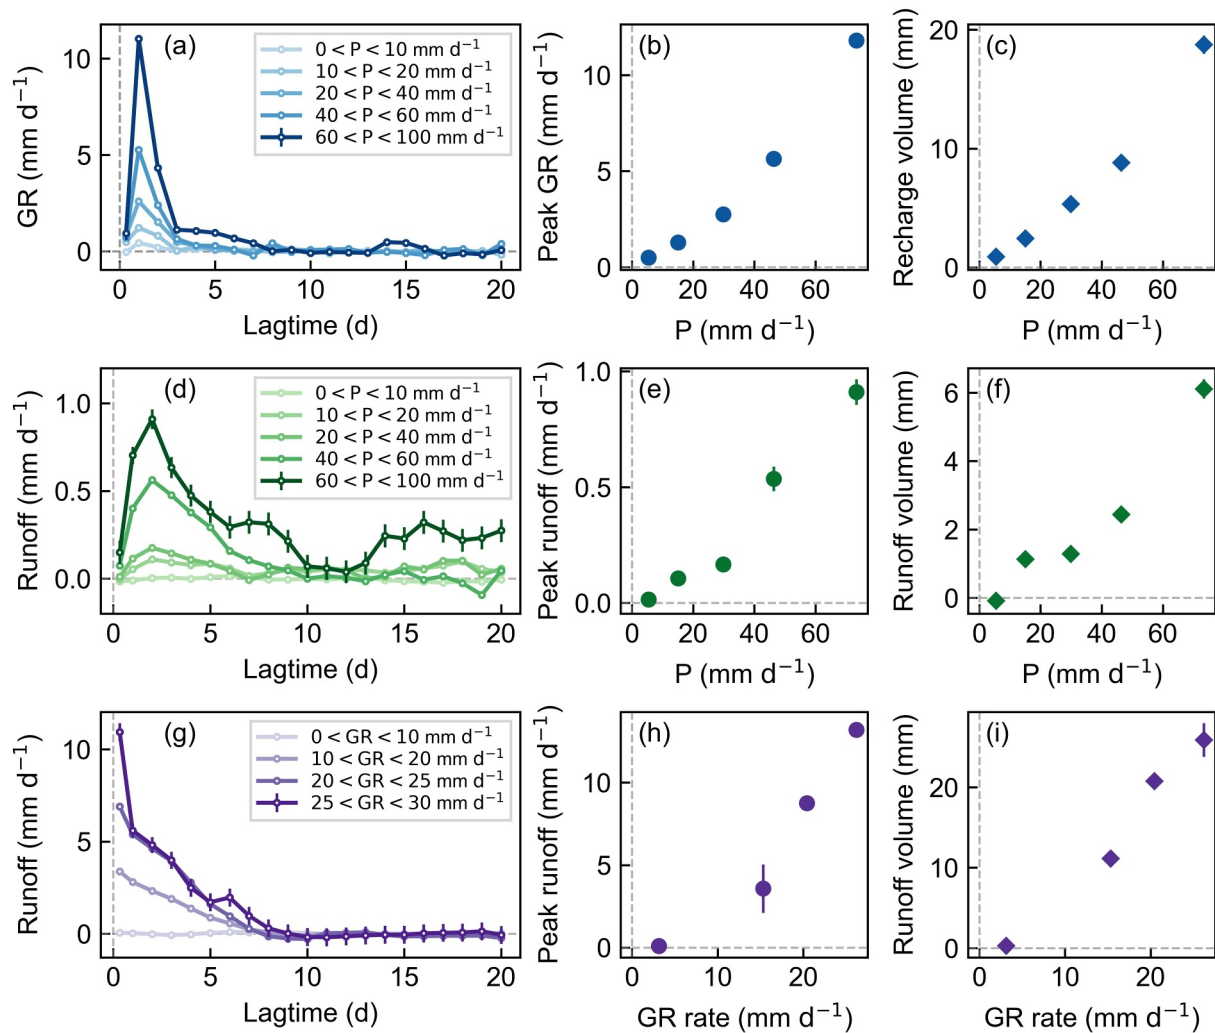 (a)
GR (mm d⁻¹)
10
5
0
0 < P < 10 mm d⁻¹
10 < P < 20 mm d⁻¹
20 < P < 40 mm d⁻¹
40 < P < 60 mm d⁻¹
60 < P < 100 mm d⁻¹
0 5 10 15 20
Lagtime (d)
(b)
Peak GR (mm d⁻¹)
10
5
0
0 20 40 60
P (mm d⁻¹)
(c)
Recharge volume (mm)
20
10
0
0 20 40 60
P (mm d⁻¹)
(d)
Runoff (mm d⁻¹)
1.0
0.5
0.0
0 < P < 10 mm d⁻¹
10 < P < 20 mm d⁻¹
20 < P < 40 mm d⁻¹
40 < P < 60 mm d⁻¹
60 < P < 100 mm d⁻¹
0 5 10 15 20
Lagtime (d)
(e)
Peak runoff (mm d⁻¹)
1.0
0.5
0.0
0 20 40 60
P (mm d⁻¹)
(f)
Runoff volume (mm)
6
4
2
0
0 20 40 60
P (mm d⁻¹)
(g)
Runoff (mm d⁻¹)
10
5
0
0 < GR < 10 mm d⁻¹
10 < GR < 20 mm d⁻¹
20 < GR < 25 mm d⁻¹
25 < GR < 30 mm d⁻¹
0 5 10 15 20
Lagtime (d)
(h)
Peak runoff (mm d⁻¹)
10
5
0
0 10 20
GR rate (mm d⁻¹)
(i)
Runoff volume (mm)
20
10
0
0 10 20
GR rate (mm d⁻¹)